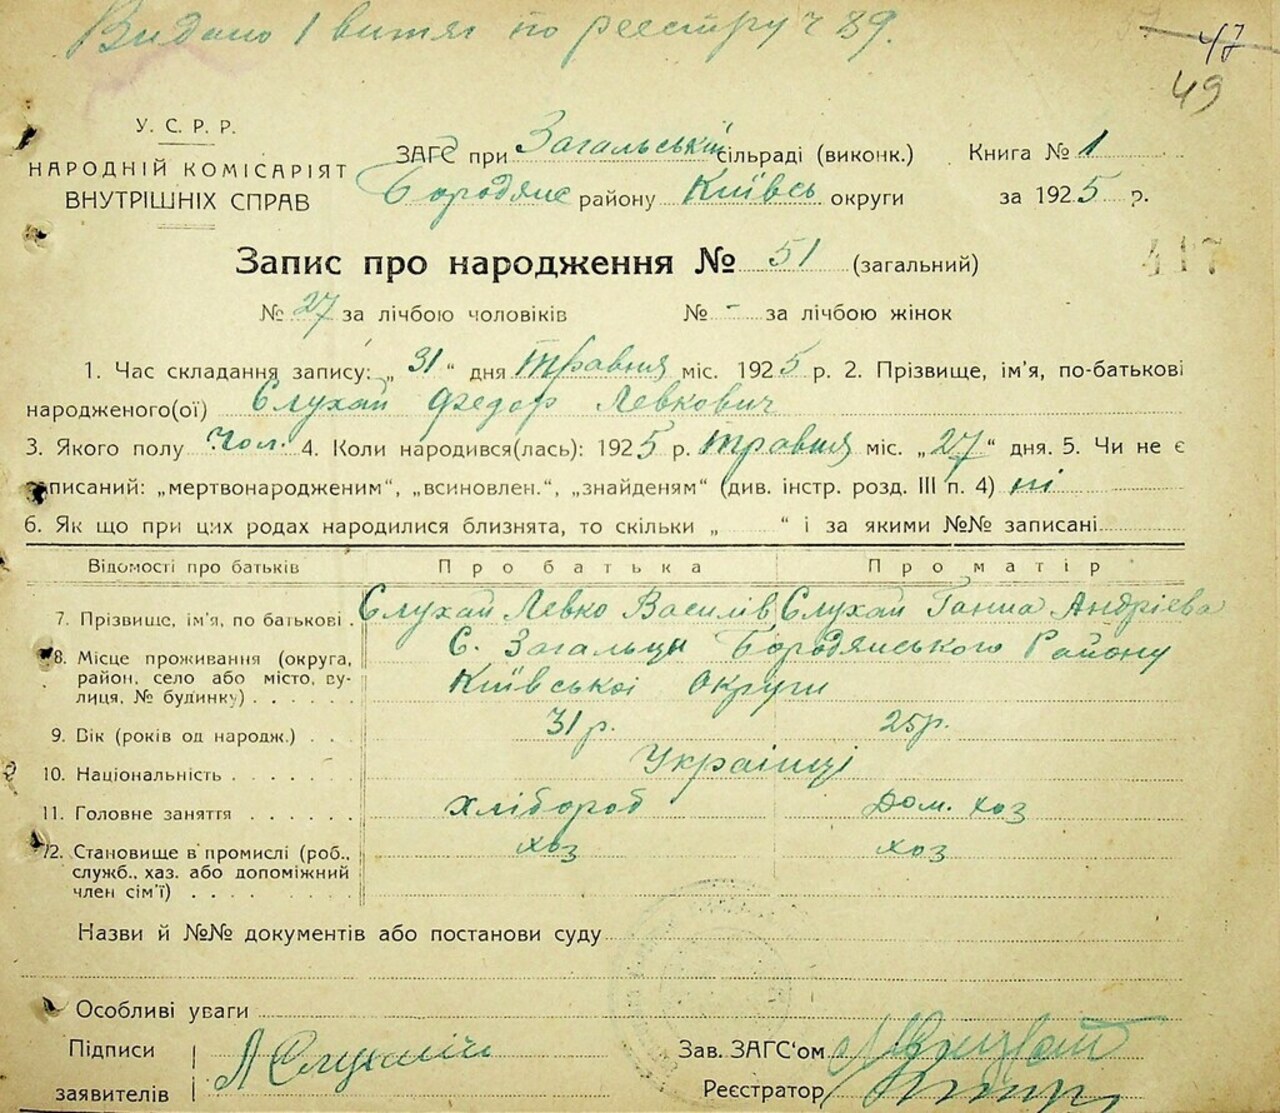 Видано 1 витяг по реєстру ч 89.
47
49
У. С. Р. Р.
НАРОДНІЙ КОМІСАРІЯТ
ВНУТРІШНІХ СПРАВ
ЗАГС при Загальській сільраді (виконк.)
Бородянс району Київсь округи
Книга № 1
за 1925 р.
Запис про народження № 51 (загальний)
417
№ 27 за лічбою чоловіків № - за лічбою жінок
1. Час складання запису: „31“ дня травня міс. 1925 р. 2. Прізвище, ім'я, по-батькові
народженого(ої) Слухай Федор Левкович
3. Якого полу Чол. 4. Коли народився(лась): 1925 р. травня міс. „27“ дня. 5. Чи не є
записаний: „мертвонародженим“, „всиновлен.“, „знайденям“ (див. інстр. розд. III п. 4) ні
6. Як що при цих родах народилися близнята, то скільки „ “ і за якими №№ записані
Відомості про батьків Про батька Про матір
7. Прізвище, ім'я, по батькові . Слухай Левко Василів Слухай Ганна Андрієва
8. Місце проживання (округа, район, село або місто, вулиця, № будинку) . . . . . .
С. Загальци Бородянського Району
Київської Округи
9. Вік (років од народж.) . . . 31 р. 25 р.
10. Національність . . . . . . . Українці
11. Головне заняття . . . . . . хлібороб Дом. хоз
12. Становище в промислі (роб., хоз хоз
служб., хаз. або допоміжний
член сім'ї) . . . . . . . .
Назви й №№ документів або постанови суду
Особливі уваги
Підписи
заявителів
Л Слухай
Зав. ЗАГС'ом
Реєстратор